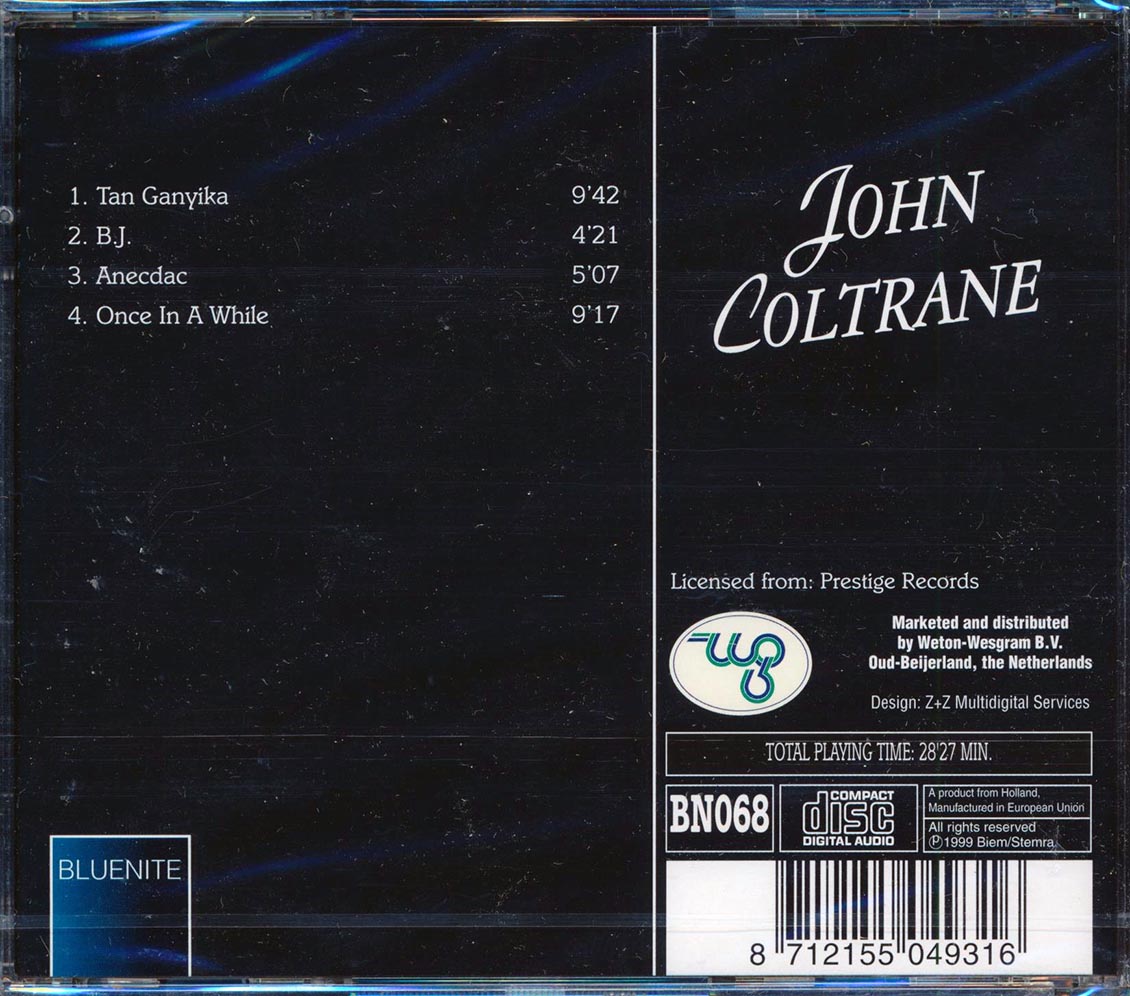 1. Tan Ganyika 9'42
2. B.J. 4'21
3. Anecdac 5'07
4. Once In A While 9'17
JOHN
COLTRANE
Licensed from: Prestige Records
Marketed and distributed
by Weton-Wesgram B.V.
Oud-Beijerland, the Netherlands
Design: Z+Z Multidigital Services
TOTAL PLAYING TIME: 28'27 MIN.
BN068
COMPACT
disc
DIGITAL AUDIO
A product from Holland,
Manufactured in European Union
All rights reserved
℗1999 Biem/Stemra
BLUENITE
8 712155 049316